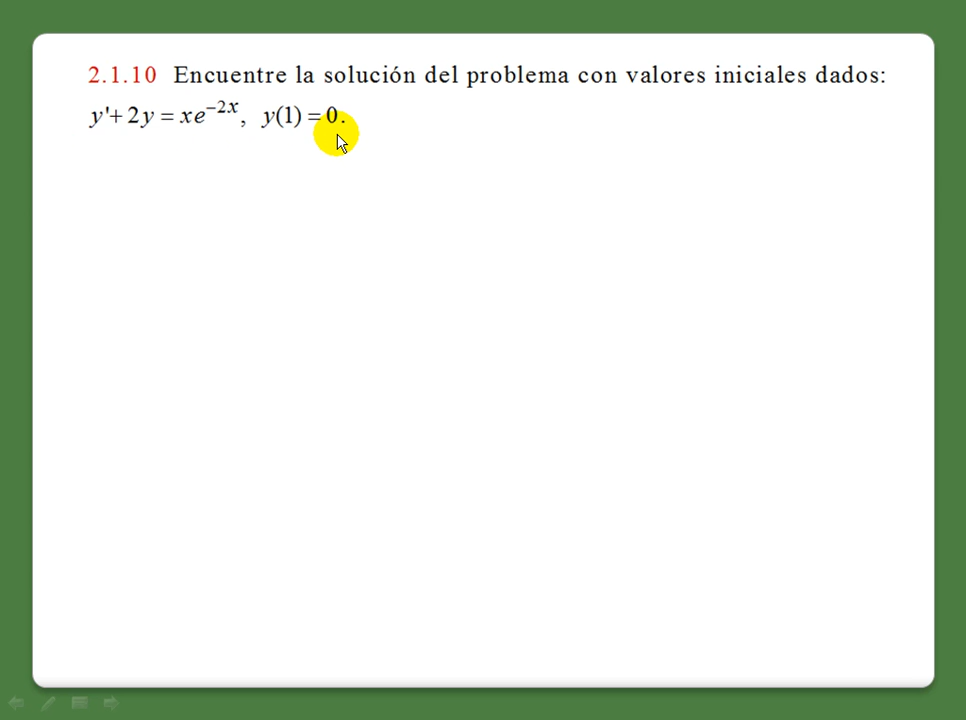 2.1.10 Encuentre la solución del problema con valores iniciales dados:
y'+ 2y = xe^{-2x}, y(1) = 0.